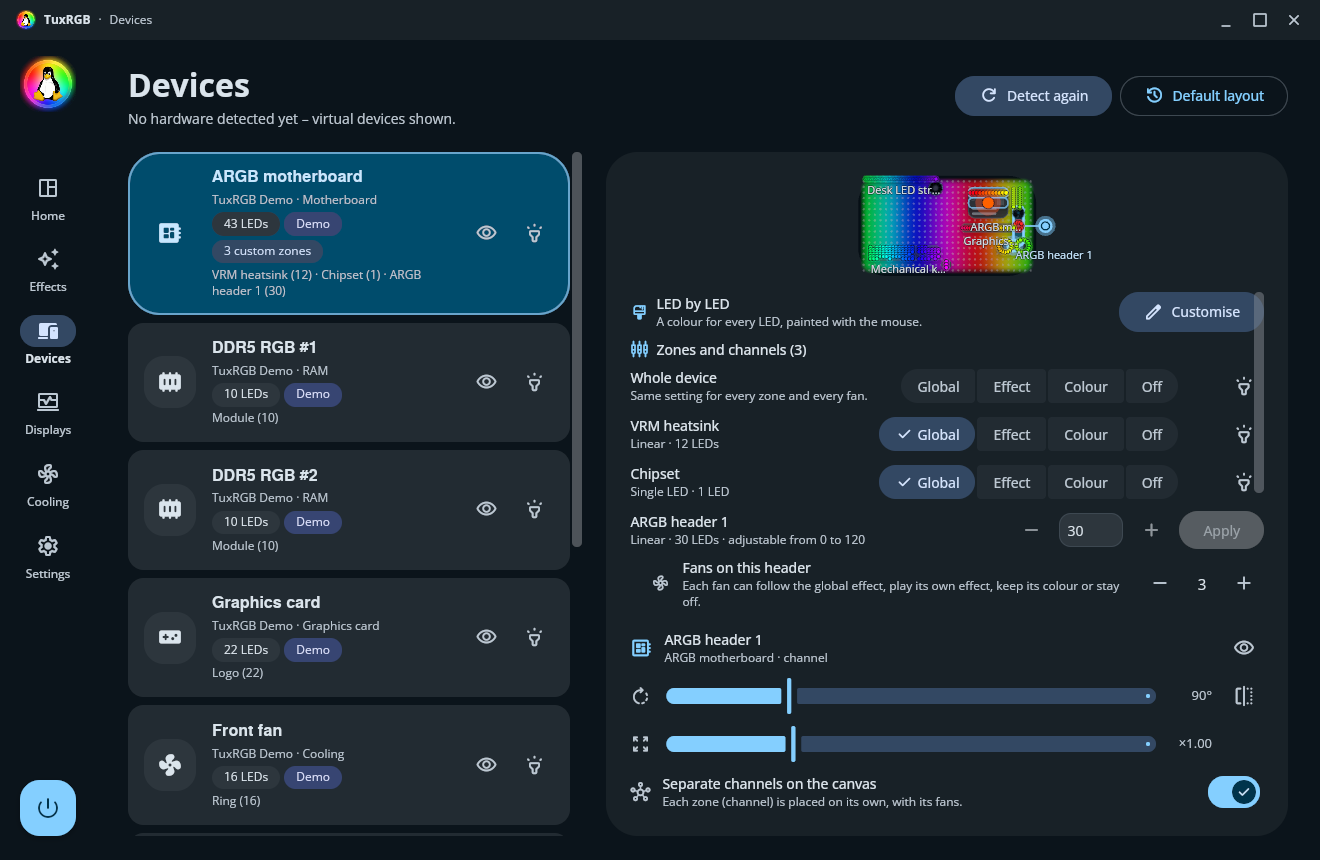 TuxRGB · Devices
Devices
No hardware detected yet – virtual devices shown.
Detect again
Default layout
Home
Effects
Devices
Displays
Cooling
Settings
ARGB motherboard
TuxRGB Demo · Motherboard
43 LEDs
Demo
3 custom zones
VRM heatsink (12) · Chipset (1) · ARGB
header 1 (30)
DDR5 RGB #1
TuxRGB Demo · RAM
10 LEDs
Demo
Module (10)
DDR5 RGB #2
TuxRGB Demo · RAM
10 LEDs
Demo
Module (10)
Graphics card
TuxRGB Demo · Graphics card
22 LEDs
Demo
Logo (22)
Front fan
TuxRGB Demo · Cooling
16 LEDs
Demo
Ring (16)
Desk LED str...
ARGB m...
Graphics...
ARGB header 1
Mechanical k...
LED by LED
A colour for every LED, painted with the mouse.
Customise
Zones and channels (3)
Whole device
Same setting for every zone and every fan.
Global
Effect
Colour
Off
VRM heatsink
Linear · 12 LEDs
Global
Effect
Colour
Off
Chipset
Single LED · 1 LED
Global
Effect
Colour
Off
ARGB header 1
Linear · 30 LEDs · adjustable from 0 to 120
30
Apply
Fans on this header
Each fan can follow the global effect, play its own effect, keep its colour or stay
off.
3
ARGB header 1
ARGB motherboard · channel
90°
×1.00
Separate channels on the canvas
Each zone (channel) is placed on its own, with its fans.